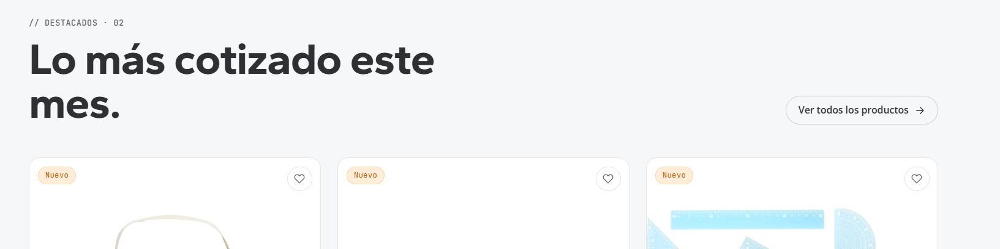 // DESTACADOS · 02
Lo más cotizado este
mes.
Ver todos los productos →
Nuevo
Nuevo
Nuevo